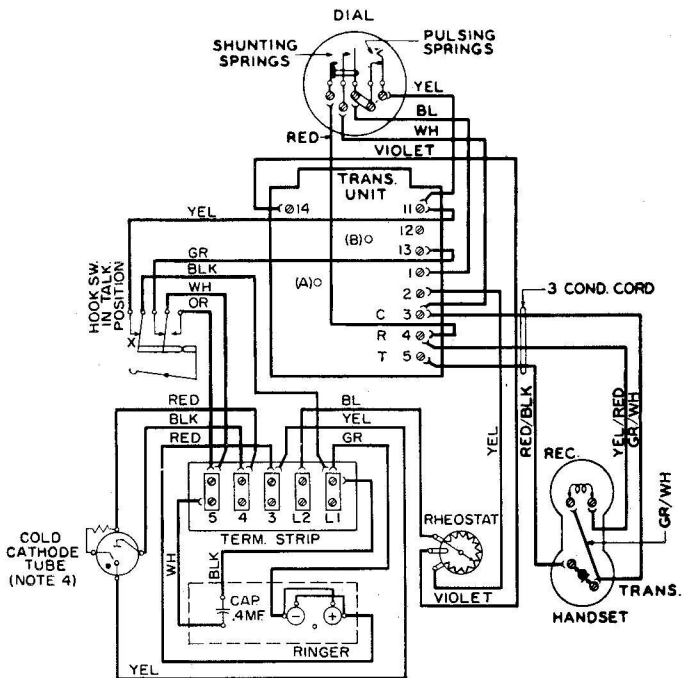 DIAL
SHUNTING SPRINGS
PULSING SPRINGS
YEL
BL
WH
RED
VIOLET
TRANS. UNIT
14
11
12
(B)
13
1
(A)
2
C 3
R 4
T 5
YEL
GR
BLK
WH
OR
HOOK SW. IN TALK. POSITION
X
3 COND. CORD
RED
BLK
RED
BL
YEL
GR
YEL
RED/BLK
YEL/RED
GR/WH
GR/WH
REC.
5 4 3 L2 L1
TERM. STRIP
RHEOSTAT
COLD CATHODE TUBE (NOTE 4)
WH
BLK
CAP .4MF
- +
RINGER
VIOLET
TRANS.
HANDSET
YEL